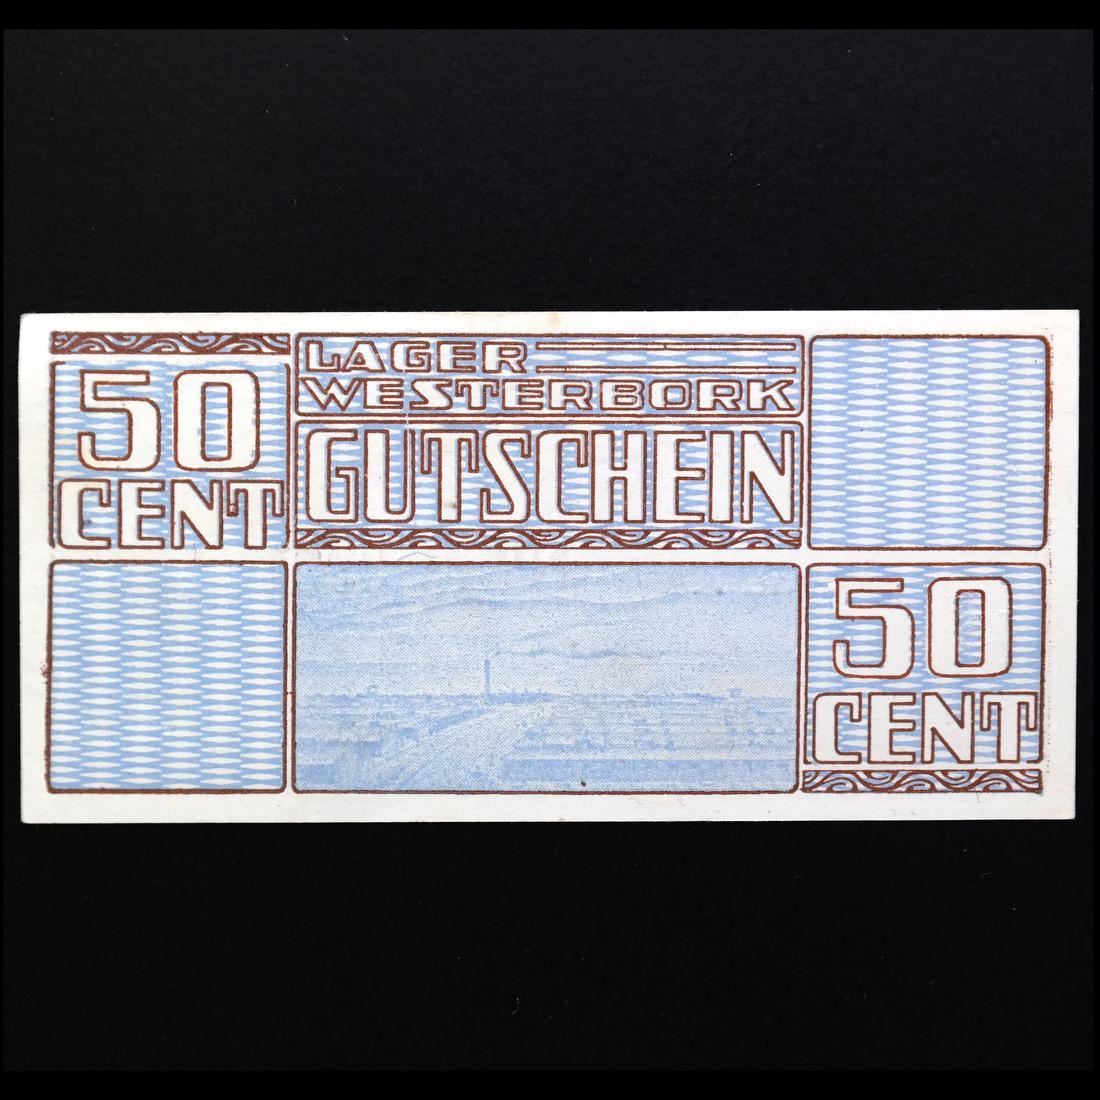 50
CENT
LAGER
WESTERBORK
GUTSCHEIN
50
CENT